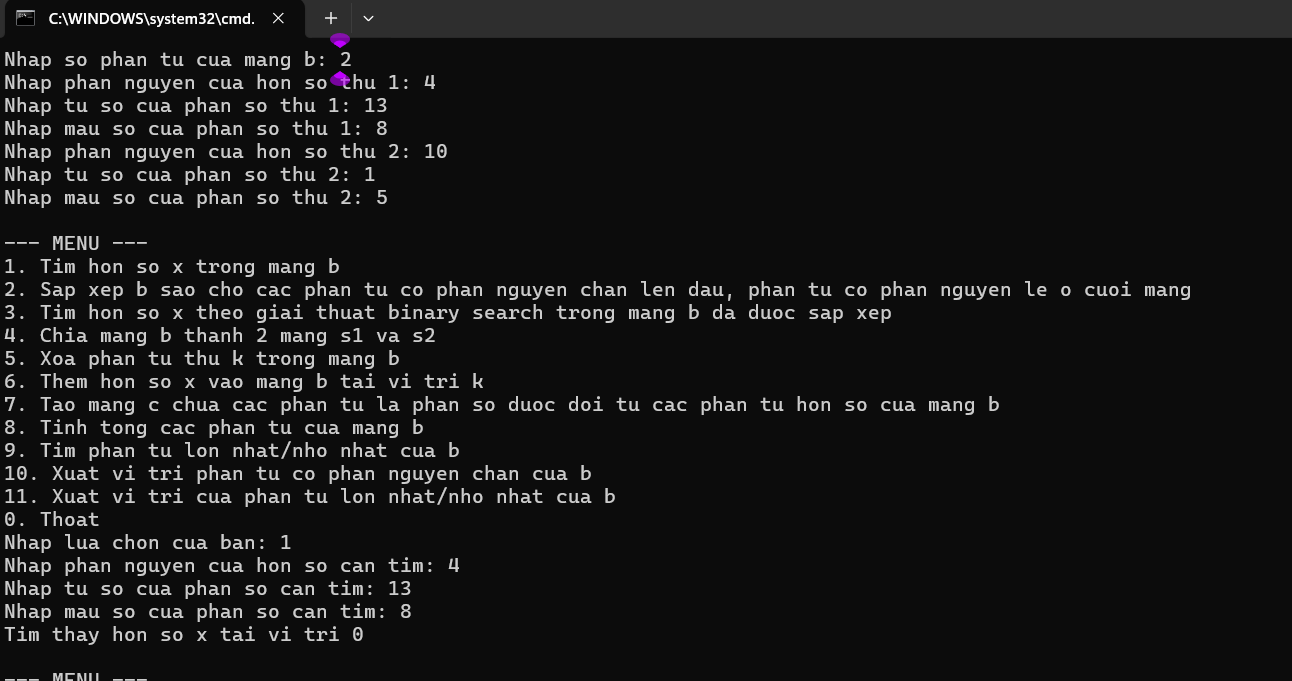 C:\WINDOWS\system32\cmd.
Nhap so phan tu cua mang b: 2
Nhap phan nguyen cua hon so thu 1: 4
Nhap tu so cua phan so thu 1: 13
Nhap mau so cua phan so thu 1: 8
Nhap phan nguyen cua hon so thu 2: 10
Nhap tu so cua phan so thu 2: 1
Nhap mau so cua phan so thu 2: 5
--- MENU ---
1. Tim hon so x trong mang b
2. Sap xep b sao cho cac phan tu co phan nguyen chan len dau, phan tu co phan nguyen le o cuoi mang
3. Tim hon so x theo giai thuat binary search trong mang b da duoc sap xep
4. Chia mang b thanh 2 mang s1 va s2
5. Xoa phan tu thu k trong mang b
6. Them hon so x vao mang b tai vi tri k
7. Tao mang c chua cac phan tu la phan so duoc doi tu cac phan tu hon so cua mang b
8. Tinh tong cac phan tu cua mang b
9. Tim phan tu lon nhat/nho nhat cua b
10. Xuat vi tri phan tu co phan nguyen chan cua b
11. Xuat vi tri cua phan tu lon nhat/nho nhat cua b
0. Thoat
Nhap lua chon cua ban: 1
Nhap phan nguyen cua hon so can tim: 4
Nhap tu so cua phan so can tim: 13
Nhap mau so cua phan so can tim: 8
Tim thay hon so x tai vi tri 0
--- MENU ---